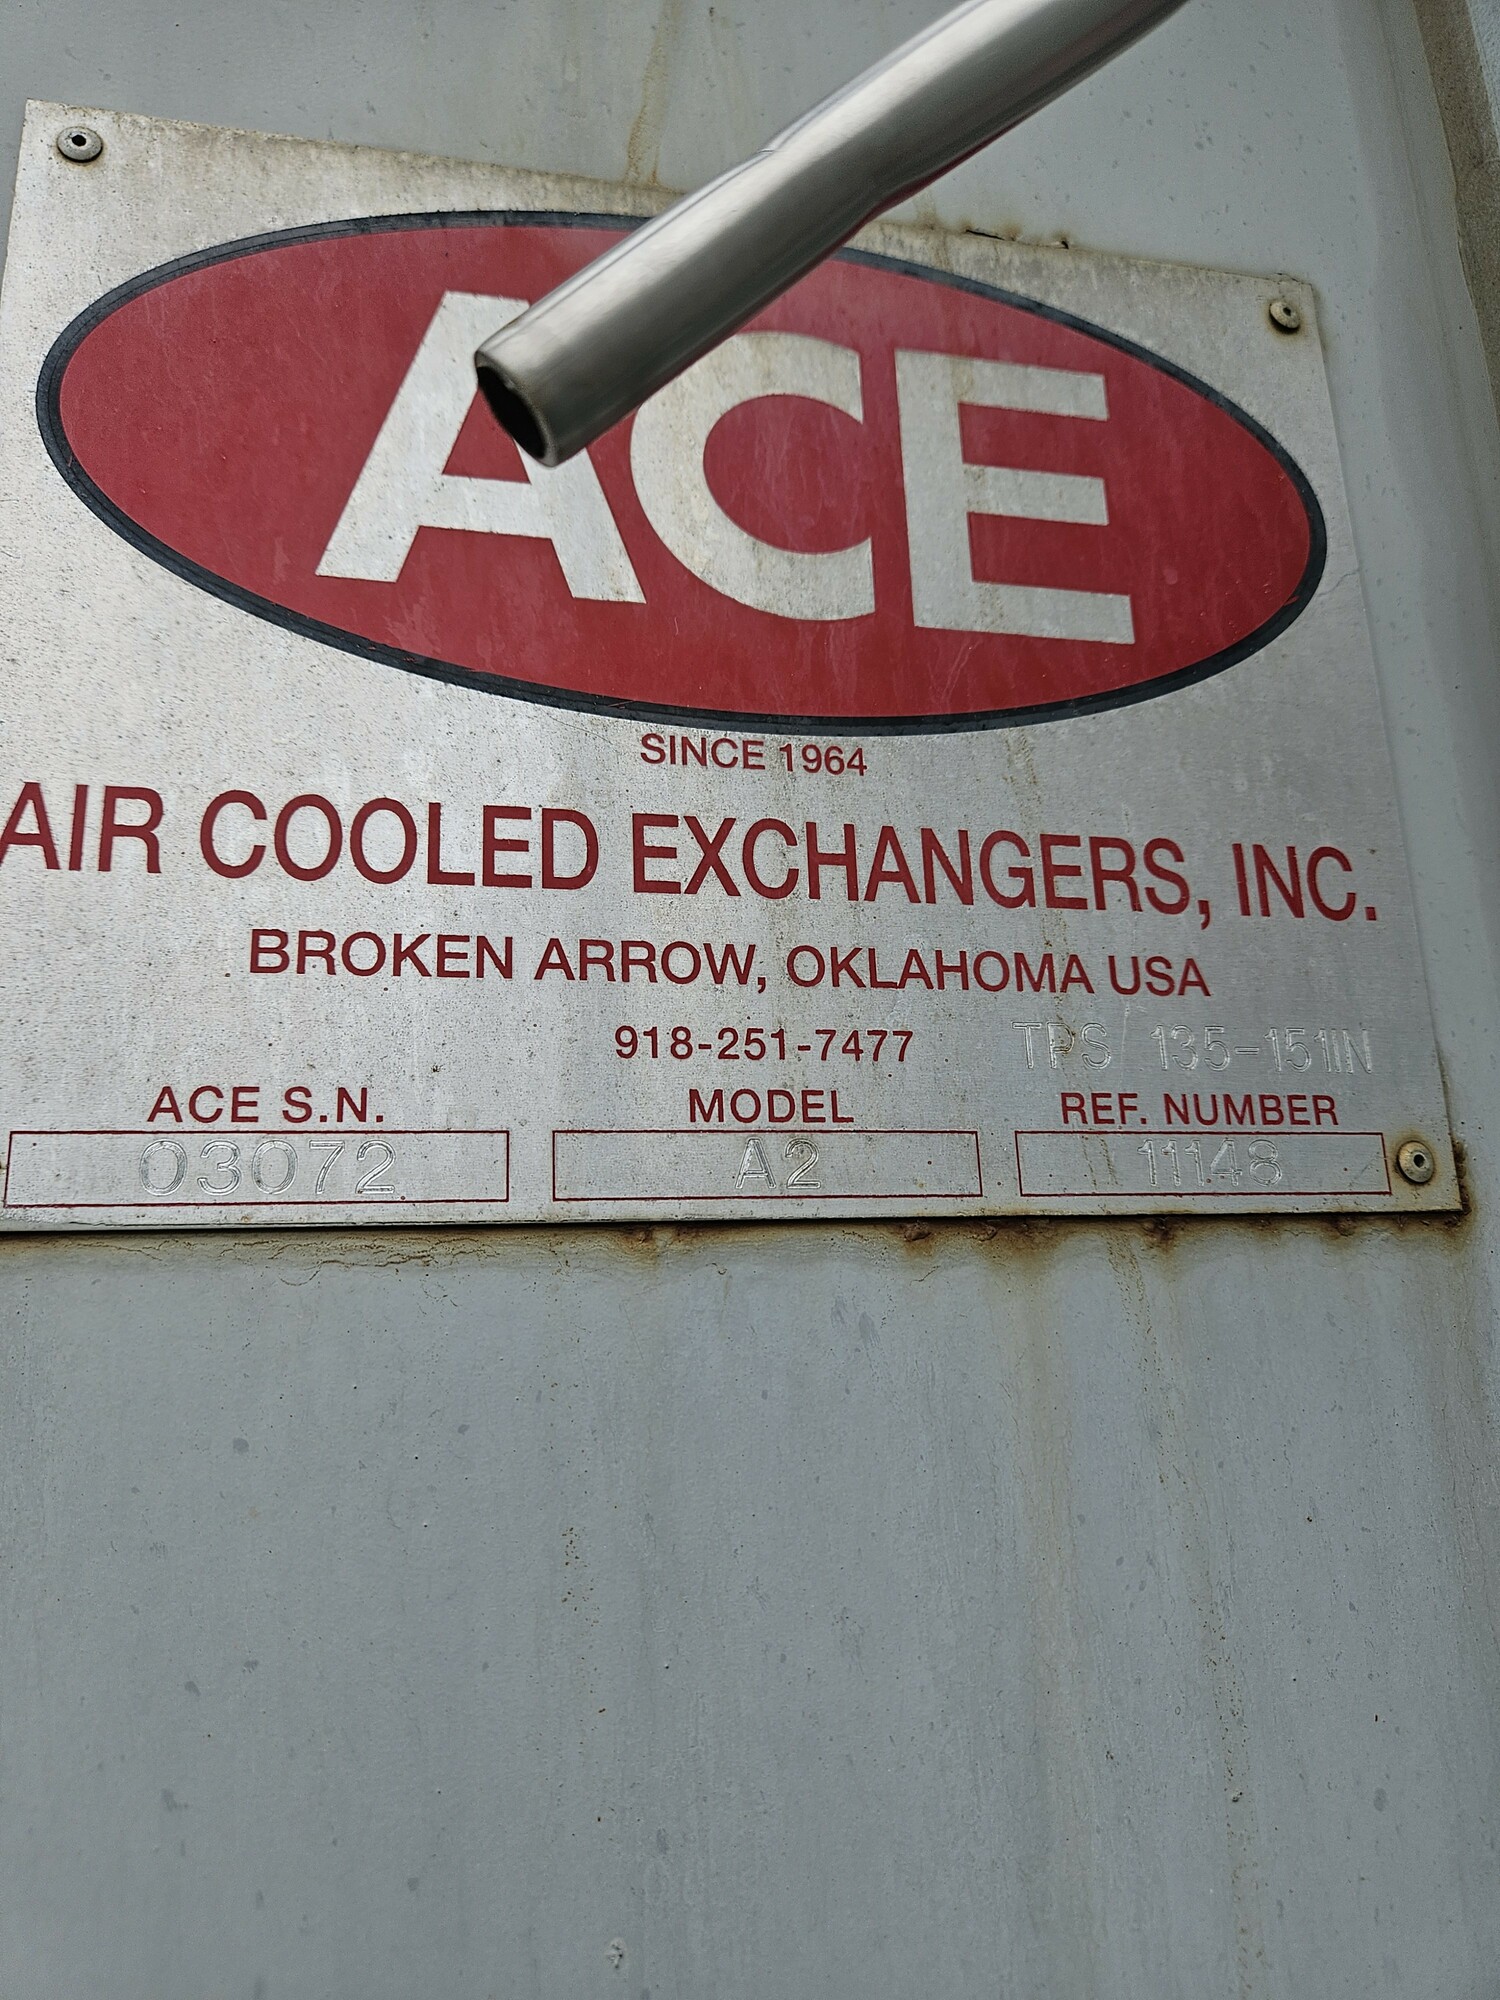 ACE
SINCE 1964
AIR COOLED EXCHANGERS, INC.
BROKEN ARROW, OKLAHOMA USA
918-251-7477 TPS 135-151IN
ACE S.N. MODEL REF. NUMBER
03072 A2 11148